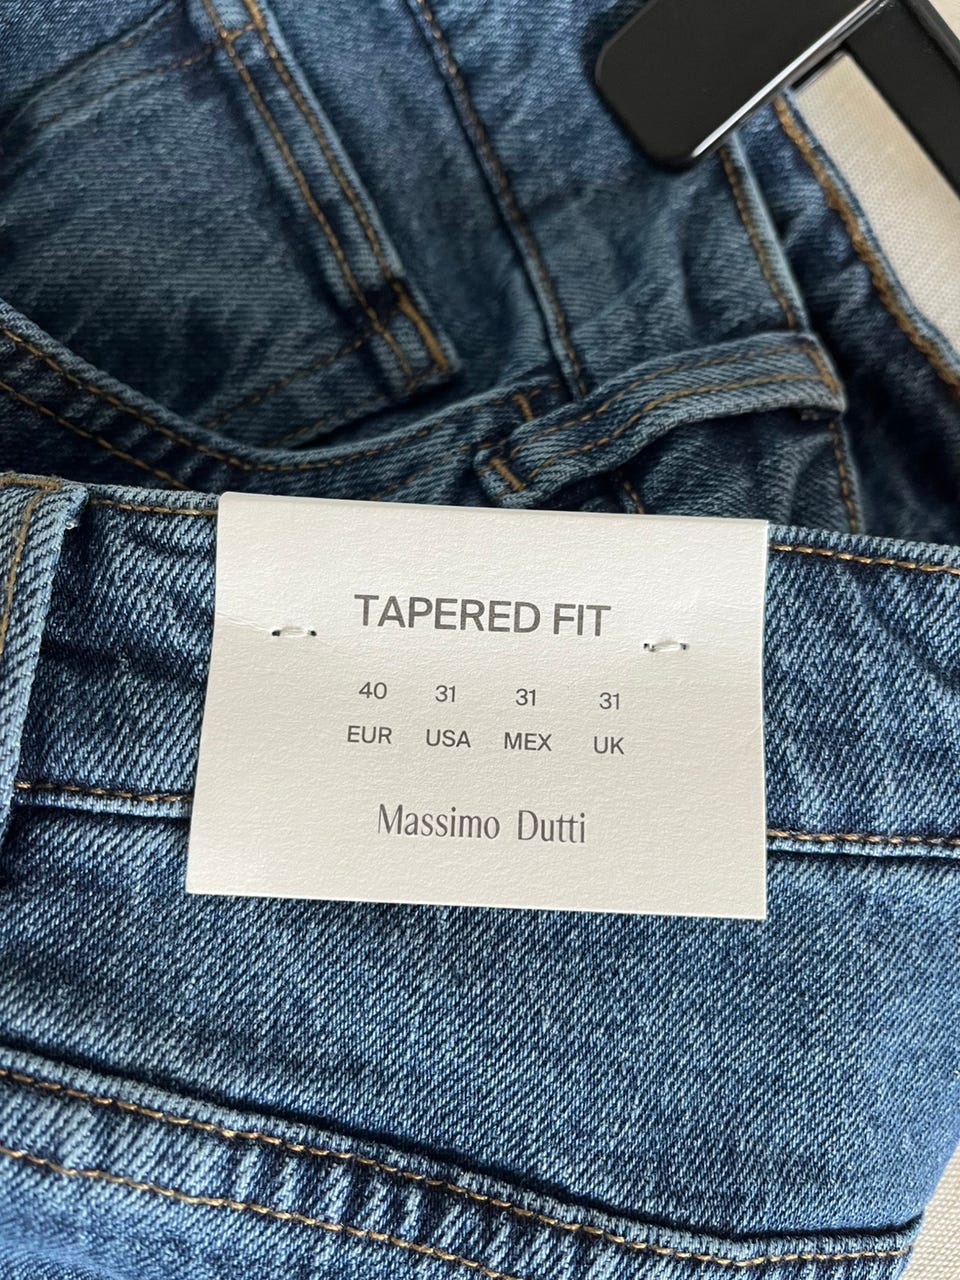 TAPERED FIT
40 31 31 31
EUR USA MEX UK
Massimo Dutti